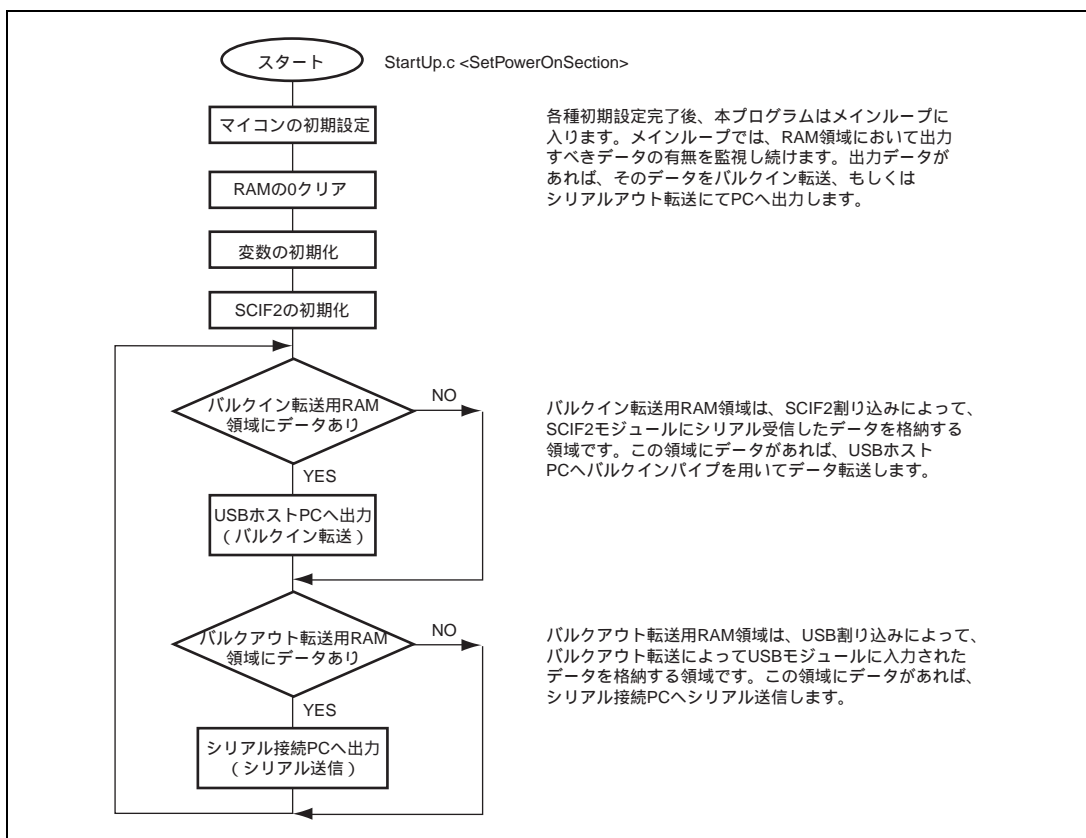 スタート
StartUp.c <SetPowerOnSection>
マイコンの初期設定
各種初期設定完了後、本プログラムはメインループに
入ります。メインループでは、RAM領域において出力
すべきデータの有無を監視し続けます。出力データが
あれば、そのデータをバルクイン転送、もしくは
シリアルアウト転送にてPCへ出力します。
RAMの0クリア
変数の初期化
SCIF2の初期化
バルクイン転送用RAM
領域にデータあり
NO
YES
バルクイン転送用RAM領域は、SCIF2割り込みによって、
SCIF2モジュールにシリアル受信したデータを格納する
領域です。この領域にデータがあれば、USBホスト
PCへバルクインパイプを用いてデータ転送します。
USBホストPCへ出力
(バルクイン転送)
バルクアウト転送用RAM
領域にデータあり
NO
YES
バルクアウト転送用RAM領域は、USB割り込みによって、
バルクアウト転送によってUSBモジュールに入力された
データを格納する領域です。この領域にデータがあれば、
シリアル接続PCへシリアル送信します。
シリアル接続PCへ出力
(シリアル送信)